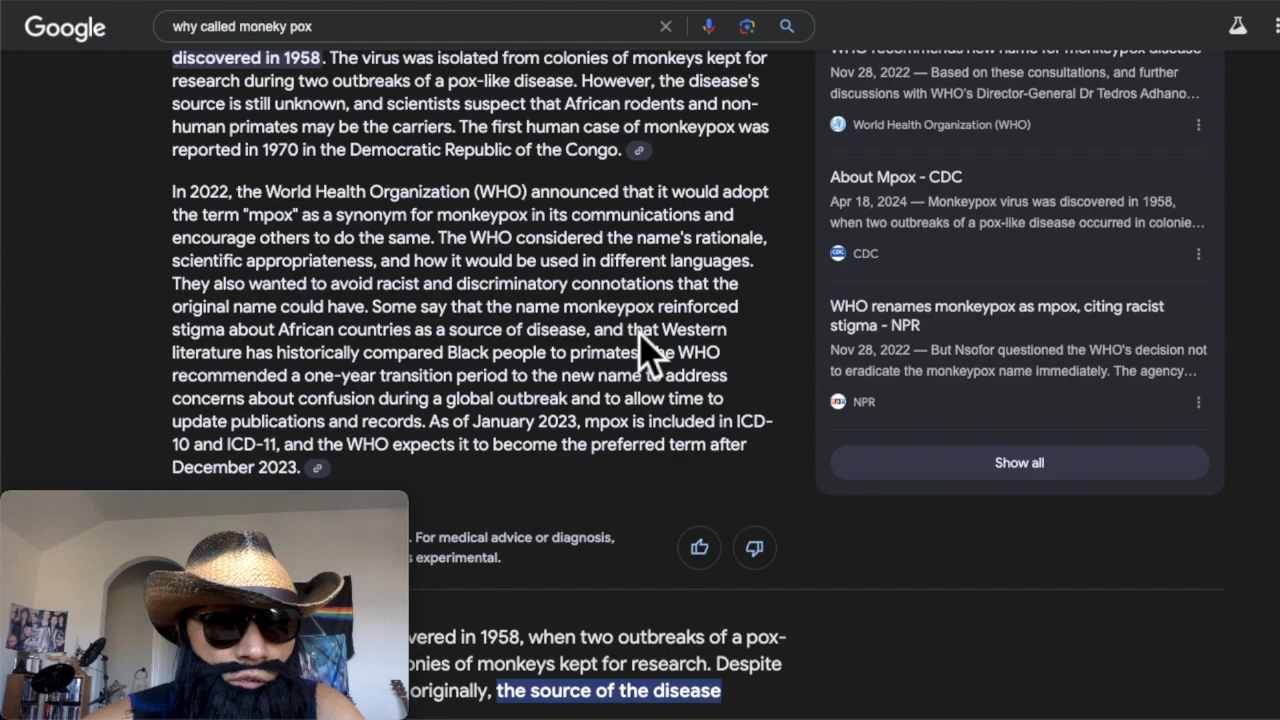 Google
why called moneky pox
discovered in 1958. The virus was isolated from colonies of monkeys kept for
research during two outbreaks of a pox-like disease. However, the disease's
source is still unknown, and scientists suspect that African rodents and non-
human primates may be the carriers. The first human case of monkeypox was
reported in 1970 in the Democratic Republic of the Congo.
In 2022, the World Health Organization (WHO) announced that it would adopt
the term "mpox" as a synonym for monkeypox in its communications and
encourage others to do the same. The WHO considered the name's rationale,
scientific appropriateness, and how it would be used in different languages.
They also wanted to avoid racist and discriminatory connotations that the
original name could have. Some say that the name monkeypox reinforced
stigma about African countries as a source of disease, and that Western
literature has historically compared Black people to primates. The WHO
recommended a one-year transition period to the new name to address
concerns about confusion during a global outbreak and to allow time to
update publications and records. As of January 2023, mpox is included in ICD-
10 and ICD-11, and the WHO expects it to become the preferred term after
December 2023.
. For medical advice or diagnosis,
experimental.
vered in 1958, when two outbreaks of a pox-
onies of monkeys kept for research. Despite
originally, the source of the disease
WHO recommends new name for monkeypox disease
Nov 28, 2022 — Based on these consultations, and further
discussions with WHO's Director-General Dr Tedros Adhano...
World Health Organization (WHO)
About Mpox - CDC
Apr 18, 2024 — Monkeypox virus was discovered in 1958,
when two outbreaks of a pox-like disease occurred in colonie...
CDC
WHO renames monkeypox as mpox, citing racist
stigma - NPR
Nov 28, 2022 — But Nsofor questioned the WHO's decision not
to eradicate the monkeypox name immediately. The agency...
NPR
Show all